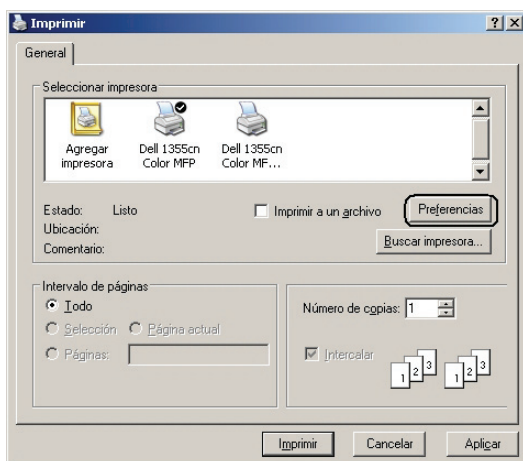 Imprimir
General
Seleccionar impresora
Agregar impresora
Dell 1355cn Color MFP
Dell 1355cn Color MF...
Estado: Listo
Ubicación:
Comentario:
Imprimir a un archivo
Preferencias
Buscar impresora...
Intervalo de páginas
Todo
Selección
Página actual
Páginas:
Número de copias: 1
Intercalar
1 2 3 1 2 3
Imprimir Cancelar Aplicar